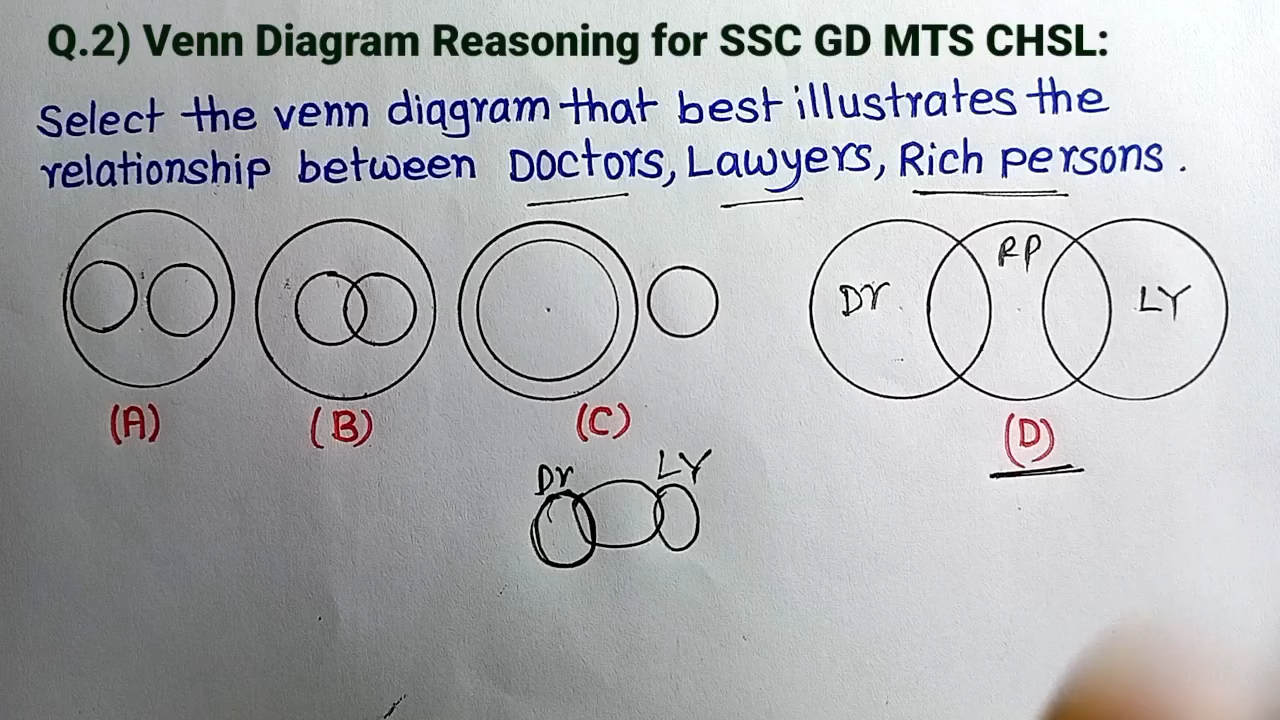 Q.2) Venn Diagram Reasoning for SSC GD MTS CHSL:
Select the venn diagram that best illustrates the
relationship between Doctors, Lawyers, Rich persons.
Dr RP LY
(A) (B) (C) (D)
Dr LY